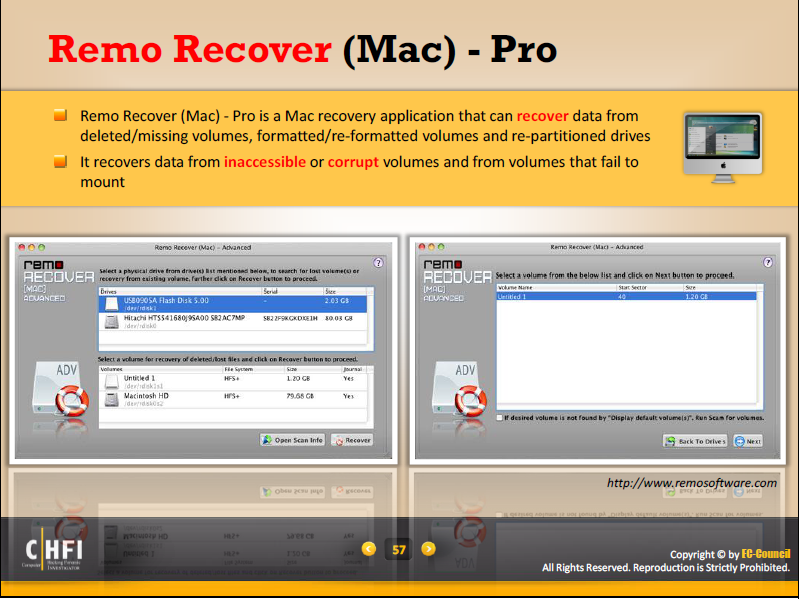 Remo Recover (Mac) - Pro
Remo Recover (Mac) - Pro is a Mac recovery application that can recover data from
deleted/missing volumes, formatted/re-formatted volumes and re-partitioned drives
It recovers data from inaccessible or corrupt volumes and from volumes that fail to
mount
Remo Recover (Mac) - Advanced
remo
RECOVER
[MAC]
ADVANCED
Select a physical drive from drive(s) list mentioned below, to search for lost volume(s) or
recovery from existing volume, further click on Recover button to proceed.
Drives Serial Size
USB090SA Flash Disk 5.00 - 2.03 GB
/dev/rdisk1
Hitachi HTS541680J9SA00 SB2AC7MP 80.03 GB
/dev/rdisk0
Select a volume for recovery of deleted/lost files and click on Recover button to proceed.
Volumes File System Size Journal
Untitled 1 HFS+ 1.20 GB Yes
/dev/rdisk1s1
Macintosh HD HFS+ 79.68 GB Yes
/dev/rdisk0s2
ADV
Open Scan Info Recover
Remo Recover (Mac) - Advanced
remo
RECOVER
[MAC]
ADVANCED
Select a volume from the below list and click on Next button to proceed.
Volume Name Start Sector Size
Untitled 1 40 1.20 GB
ADV
If desired volume is not found by "Display default volume(s)", Run Scan for volumes.
Back To Drives Next
http://www.remosoftware.com
CHFI
Computer Hacking Forensic
INVESTIGATOR
57
Copyright © by EC-Council
All Rights Reserved. Reproduction is Strictly Prohibited.